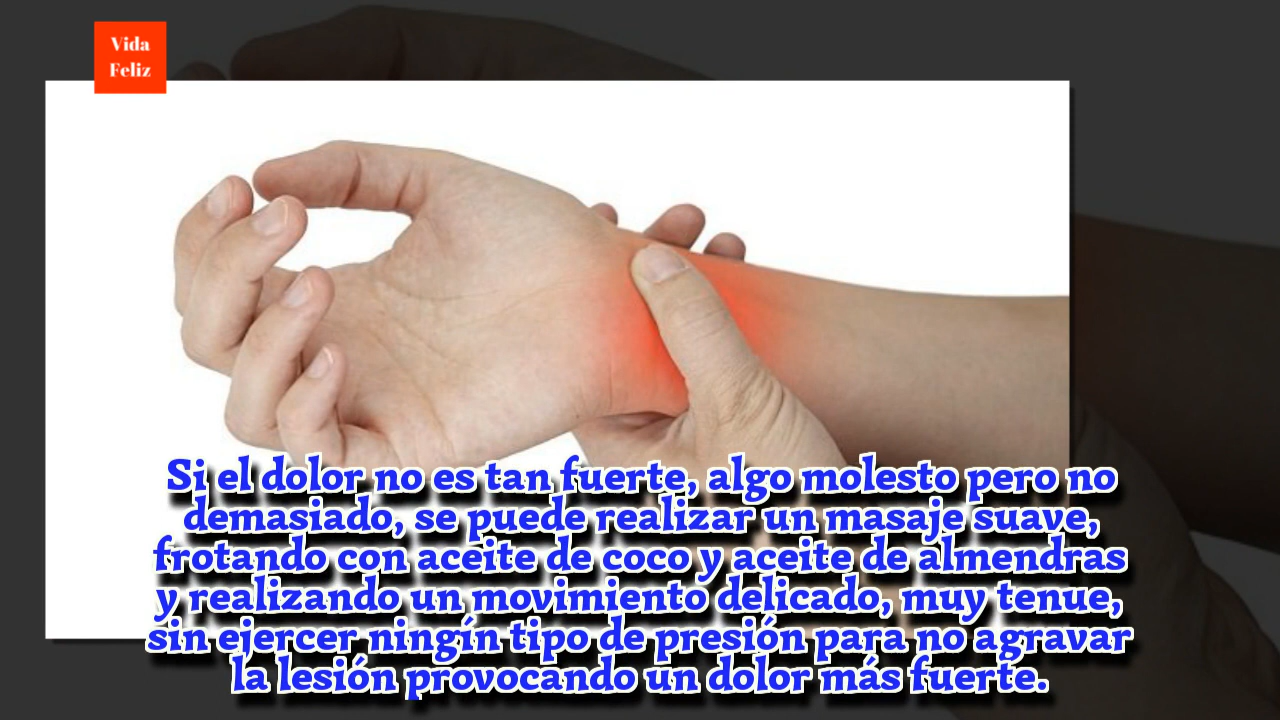 Vida
Feliz
Si el dolor no es tan fuerte, algo molesto pero no
demasiado, se puede realizar un masaje suave,
frotando con aceite de coco y aceite de almendras
y realizando un movimiento delicado, muy tenue,
sin ejercer ningín tipo de presión para no agravar
la lesión provocando un dolor más fuerte.